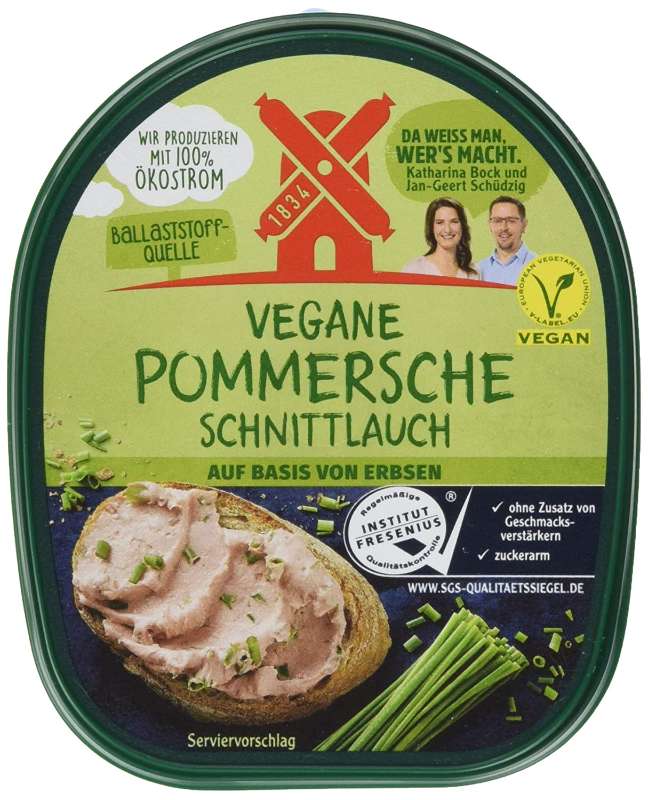 WIR PRODUZIEREN
MIT 100%
ÖKOSTROM
BALLASTSTOFF-
QUELLE
1834
DA WEISS MAN,
WER'S MACHT.
Katharina Bock und
Jan-Geert Schüdzig
EUROPEAN VEGETARIAN UNION
V-LABEL.EU
VEGAN
VEGANE
POMMERSCHE
SCHNITTLAUCH
AUF BASIS VON ERBSEN
Regelmäßige
INSTITUT
FRESENIUS
Qualitätskontrolle
®
✓ ohne Zusatz von
Geschmacks-
verstärkern
✓ zuckerarm
WWW.SGS-QUALITAETSSIEGEL.DE
Serviervorschlag